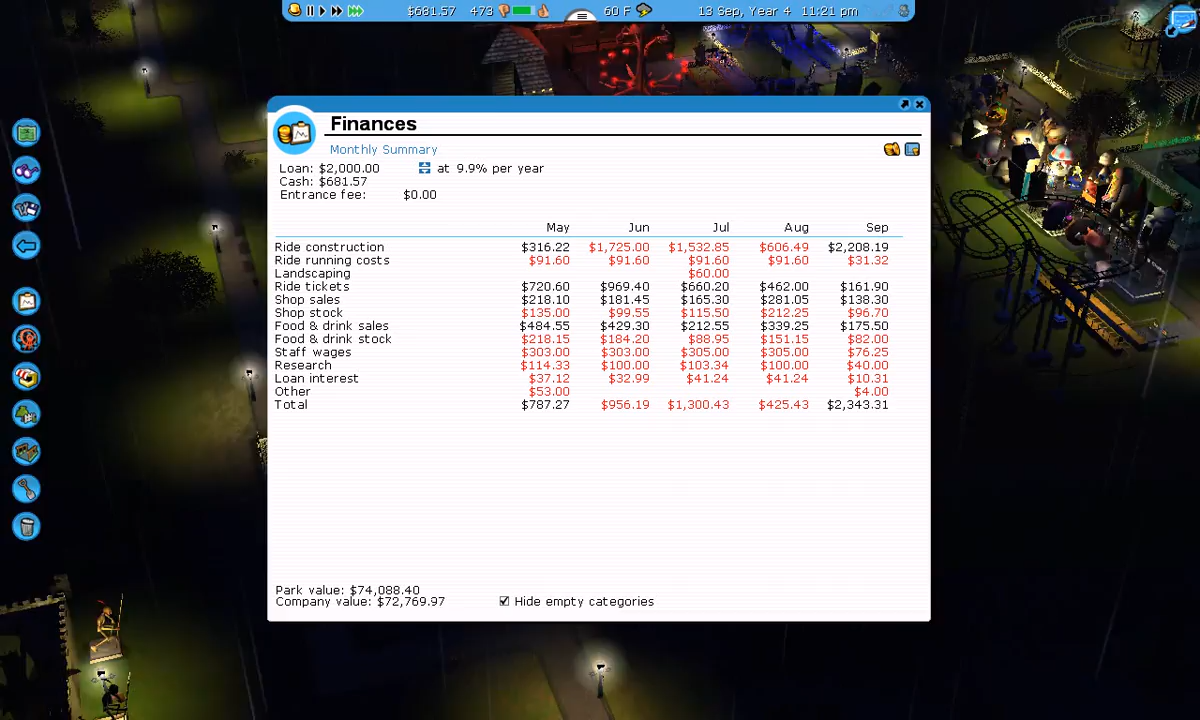 $681.57 473 60 F 13 Sep, Year 4 11:21 pm
Finances
Monthly Summary
Loan: $2,000.00 at 9.9% per year
Cash: $681.57
Entrance fee: $0.00
May Jun Jul Aug Sep
Ride construction $316.22 $1,725.00 $1,532.85 $606.49 $2,208.19
Ride running costs $91.60 $91.60 $91.60 $91.60 $31.32
Landscaping $60.00
Ride tickets $720.60 $969.40 $660.20 $462.00 $161.90
Shop sales $218.10 $181.45 $165.30 $281.05 $138.30
Shop stock $135.00 $99.55 $115.50 $212.25 $96.70
Food & drink sales $484.55 $429.30 $212.55 $339.25 $175.50
Food & drink stock $218.15 $184.20 $88.95 $151.15 $82.00
Staff wages $303.00 $303.00 $305.00 $305.00 $76.25
Research $114.33 $100.00 $103.34 $100.00 $40.00
Loan interest $37.12 $32.99 $41.24 $41.24 $10.31
Other $53.00 $4.00
Total $787.27 $956.19 $1,300.43 $425.43 $2,343.31
Park value: $74,088.40
Company value: $72,769.97 Hide empty categories